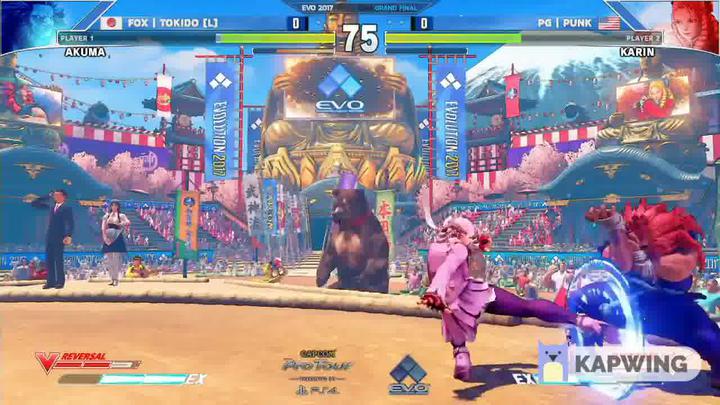 EVO 2017 GRAND FINAL
FOX | TOKIDO [L] 0 0 PG | PUNK
75
PLAYER 1 PLAYER 2
AKUMA KARIN
EVO
EVOLUTION 2017
EVOLUTION 2017
V REVERSAL
EX
CAPCOM
Pro Tour
PS4
EVO
EX
KAPWING